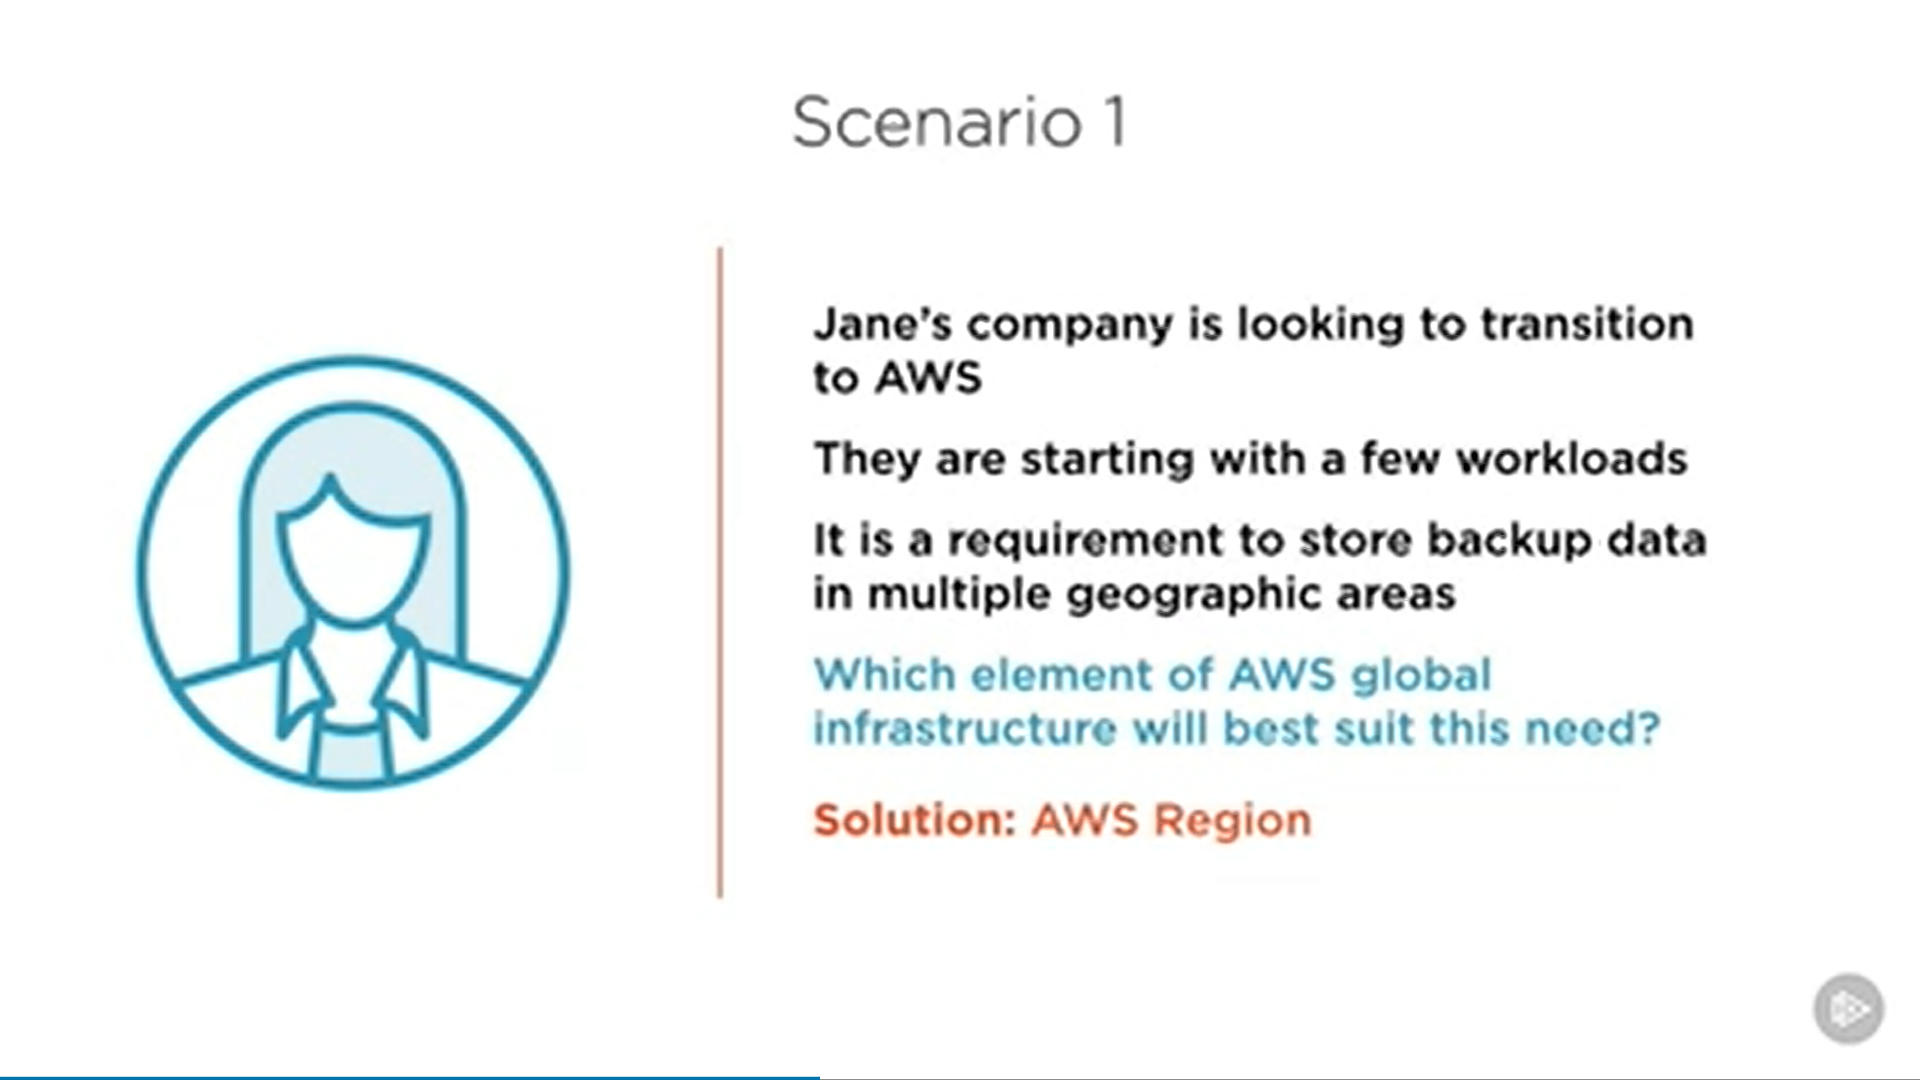 Scenario 1
Jane's company is looking to transition
to AWS
They are starting with a few workloads
It is a requirement to store backup data
in multiple geographic areas
Which element of AWS global
infrastructure will best suit this need?
Solution: AWS Region